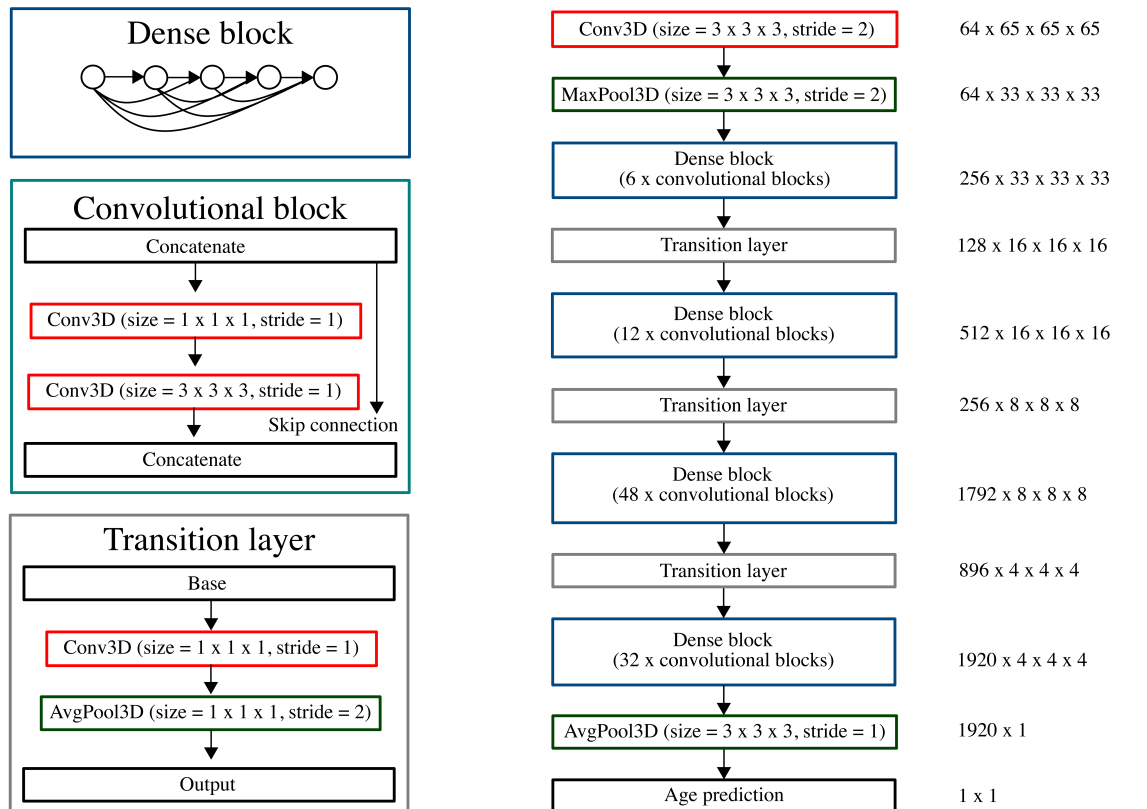 Dense block
Convolutional block
Concatenate
Conv3D (size = 1 x 1 x 1, stride = 1)
Conv3D (size = 3 x 3 x 3, stride = 1)
Skip connection
Concatenate
Transition layer
Base
Conv3D (size = 1 x 1 x 1, stride = 1)
AvgPool3D (size = 1 x 1 x 1, stride = 2)
Output
Conv3D (size = 3 x 3 x 3, stride = 2)
64 x 65 x 65 x 65
MaxPool3D (size = 3 x 3 x 3, stride = 2)
64 x 33 x 33 x 33
Dense block
(6 x convolutional blocks)
256 x 33 x 33 x 33
Transition layer
128 x 16 x 16 x 16
Dense block
(12 x convolutional blocks)
512 x 16 x 16 x 16
Transition layer
256 x 8 x 8 x 8
Dense block
(48 x convolutional blocks)
1792 x 8 x 8 x 8
Transition layer
896 x 4 x 4 x 4
Dense block
(32 x convolutional blocks)
1920 x 4 x 4 x 4
AvgPool3D (size = 3 x 3 x 3, stride = 1)
1920 x 1
Age prediction
1 x 1